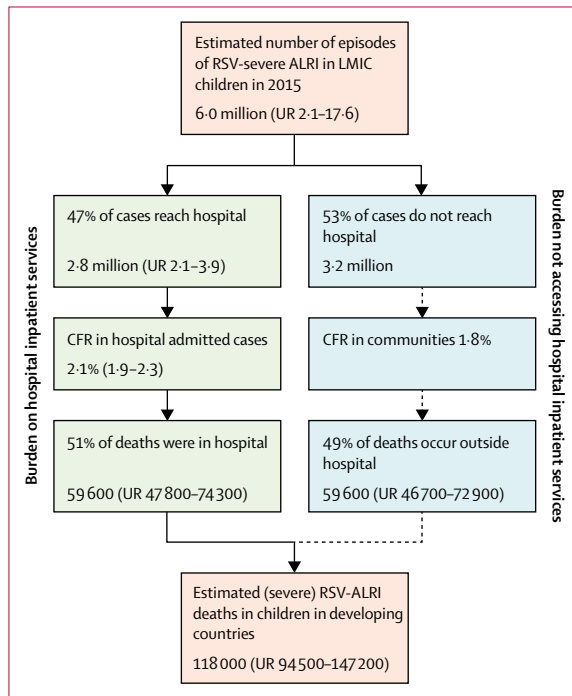 Estimated number of episodes
of RSV-severe ALRI in LMIC
children in 2015
6·0 million (UR 2·1–17·6)
Burden on hospital inpatient services
47% of cases reach hospital
2·8 million (UR 2·1–3·9)
53% of cases do not reach
hospital
3·2 million
Burden not accessing hospital inpatient services
CFR in hospital admitted cases
2·1% (1·9–2·3)
CFR in communities 1·8%
51% of deaths were in hospital
59 600 (UR 47 800–74 300)
49% of deaths occur outside
hospital
59 600 (UR 46 700–72 900)
Estimated (severe) RSV-ALRI
deaths in children in developing
countries
118 000 (UR 94 500–147 200)